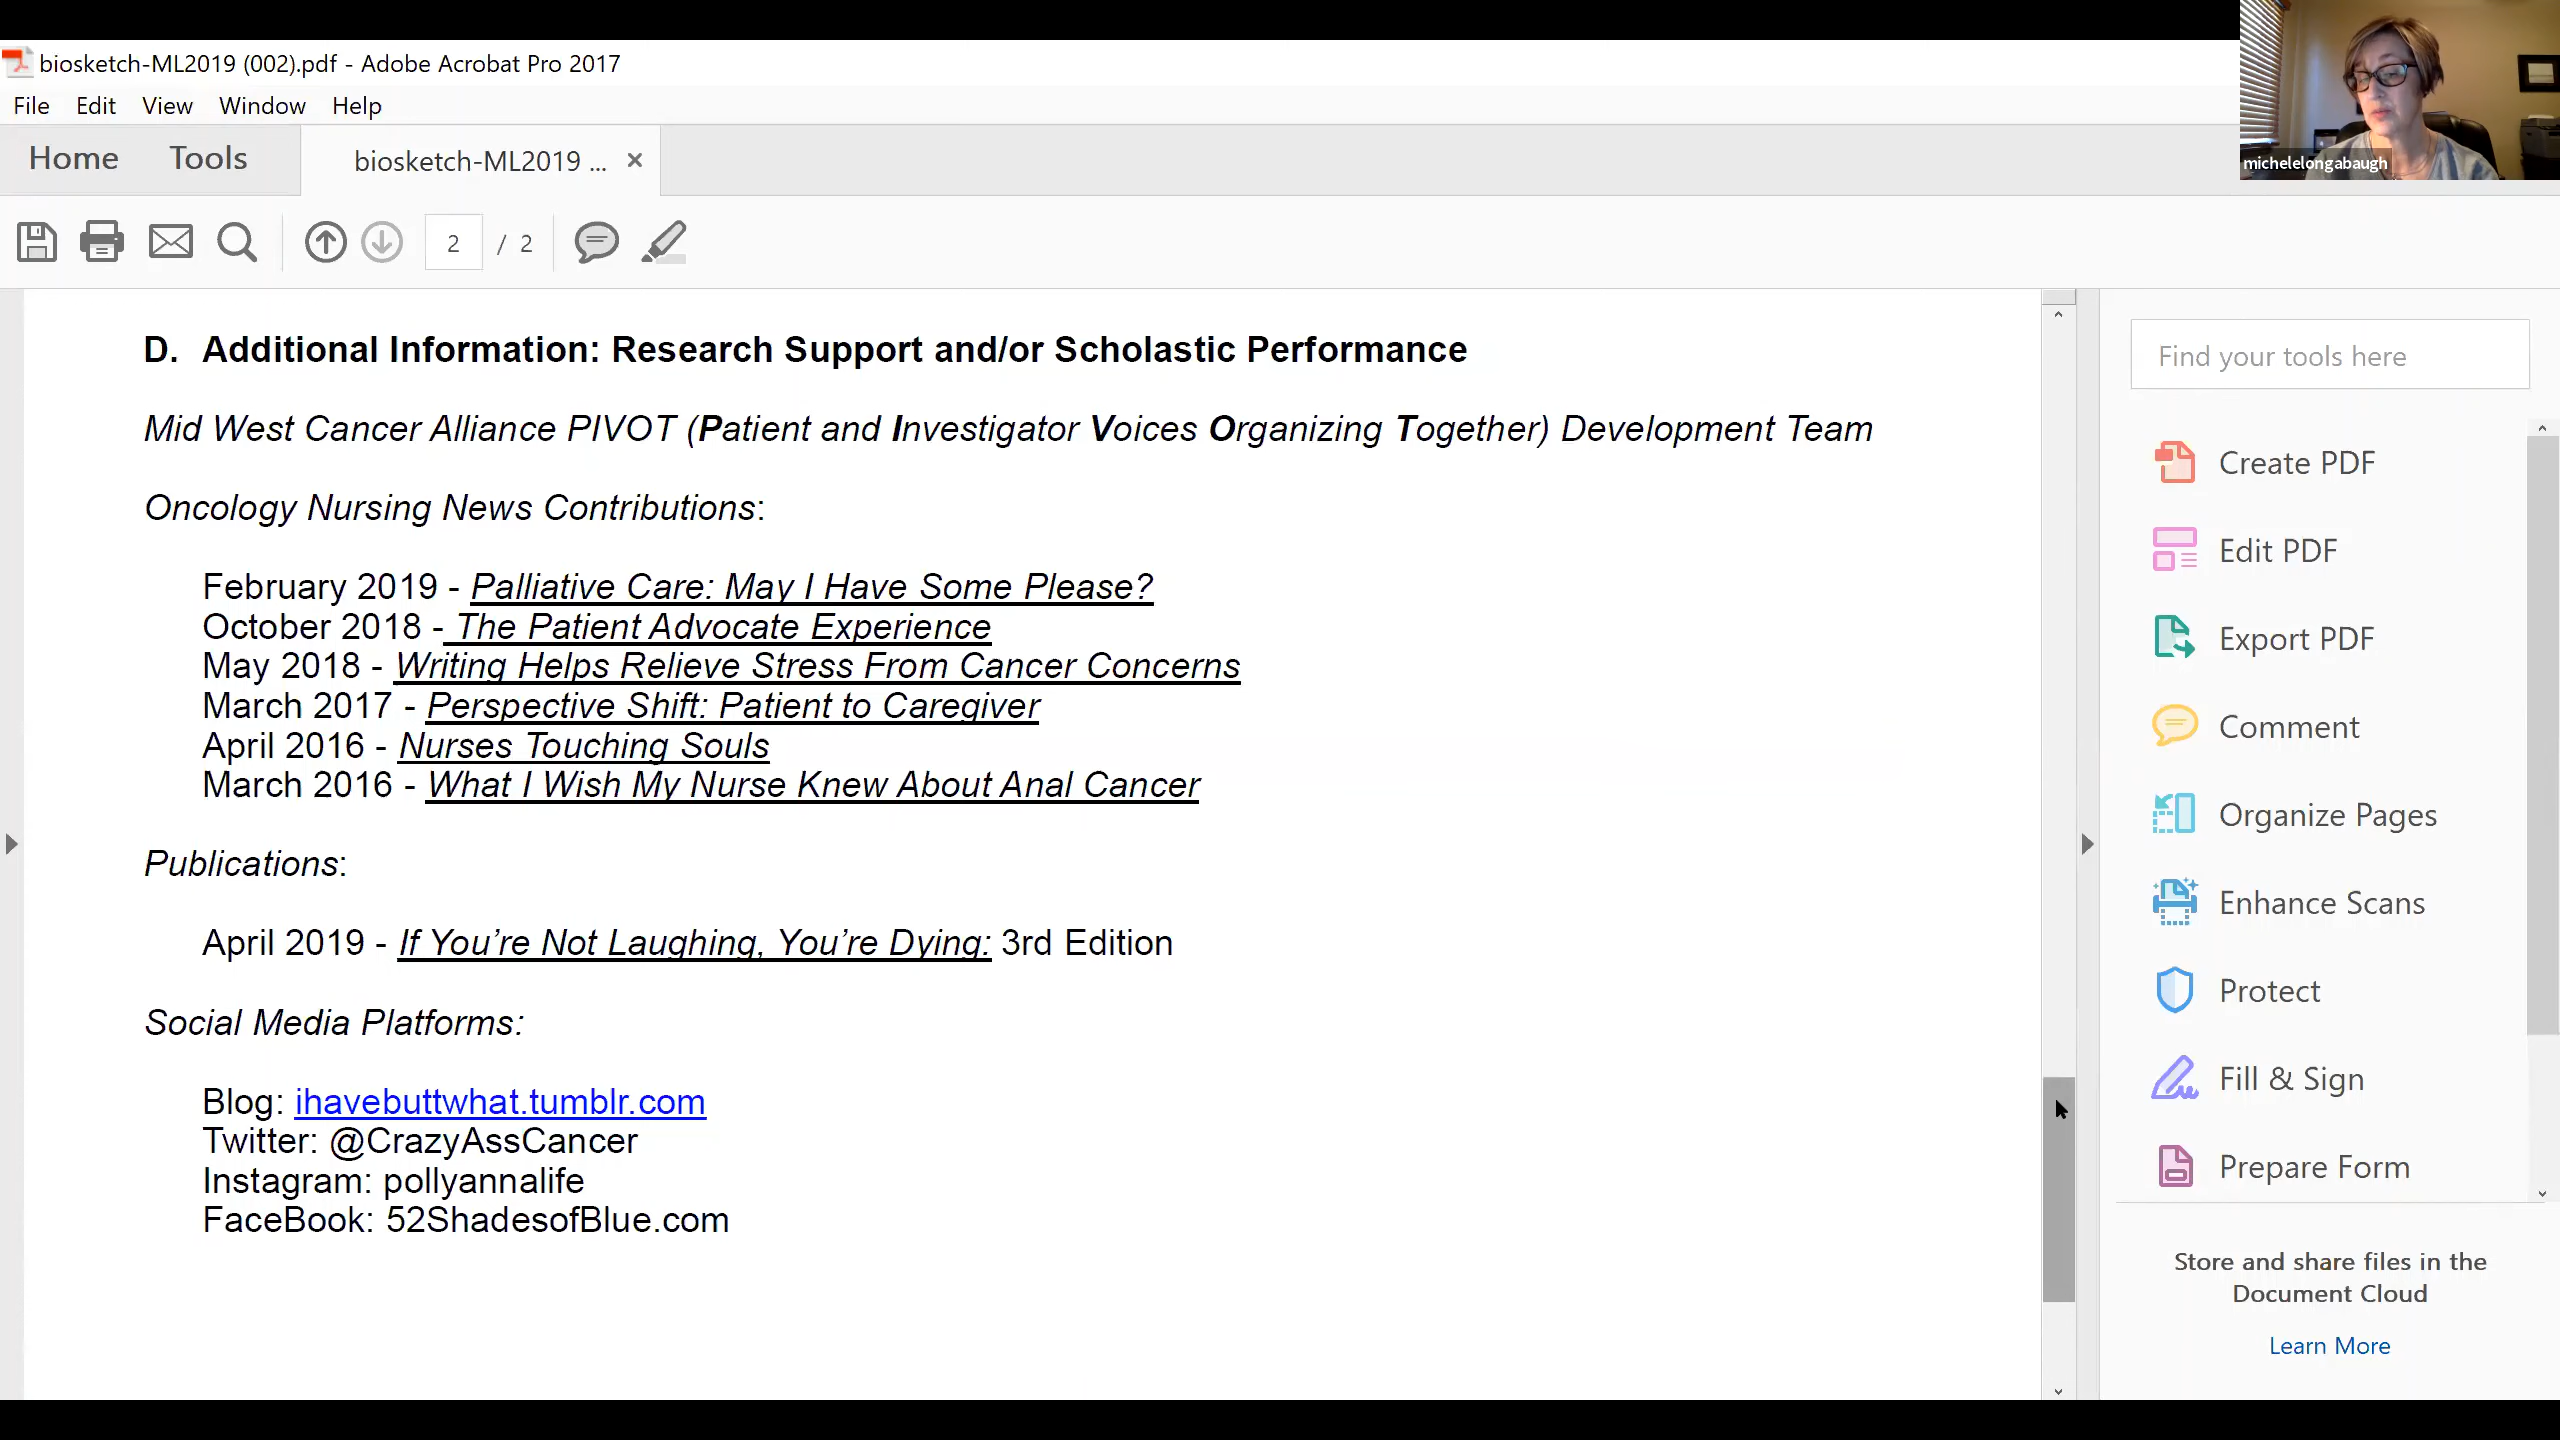 biosketch-ML2019 (002).pdf - Adobe Acrobat Pro 2017
File Edit View Window Help
Home Tools biosketch-ML2019 ...
michelelongabaugh
2 / 2
D. Additional Information: Research Support and/or Scholastic Performance
Mid West Cancer Alliance PIVOT (Patient and Investigator Voices Organizing Together) Development Team
Oncology Nursing News Contributions:
February 2019 - Palliative Care: May I Have Some Please?
October 2018 - The Patient Advocate Experience
May 2018 - Writing Helps Relieve Stress From Cancer Concerns
March 2017 - Perspective Shift: Patient to Caregiver
April 2016 - Nurses Touching Souls
March 2016 - What I Wish My Nurse Knew About Anal Cancer
Publications:
April 2019 - If You’re Not Laughing, You’re Dying: 3rd Edition
Social Media Platforms:
Blog: ihavebuttwhat.tumblr.com
Twitter: @CrazyAssCancer
Instagram: pollyannalife
FaceBook: 52ShadesofBlue.com
Find your tools here
Create PDF
Edit PDF
Export PDF
Comment
Organize Pages
Enhance Scans
Protect
Fill & Sign
Prepare Form
Store and share files in the
Document Cloud
Learn More